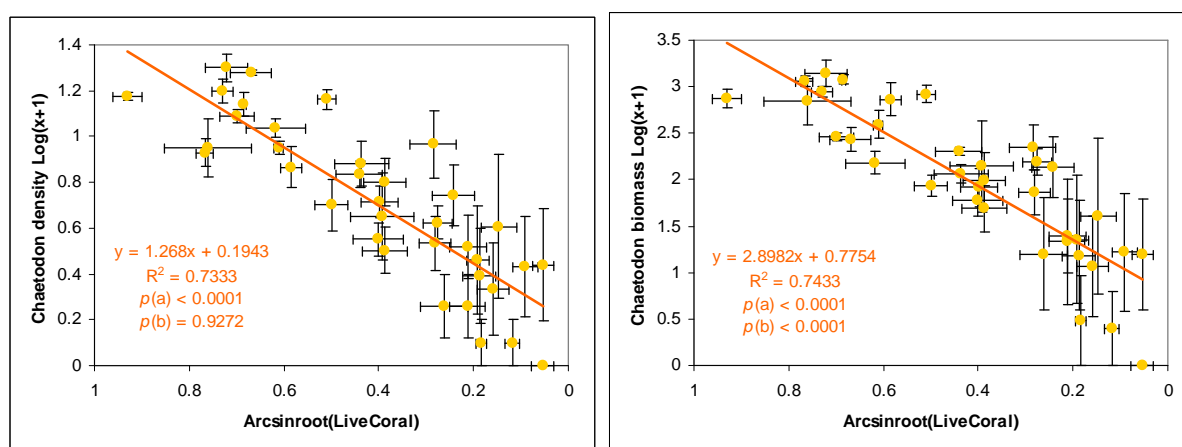 Chaetodon density Log(x+1)
1.4
1.2
1
0.8
0.6
0.4
0.2
0
y = 1.268x + 0.1943
R² = 0.7333
p(a) < 0.0001
p(b) = 0.9272
1 0.8 0.6 0.4 0.2 0
Arcsinroot(LiveCoral)
Chaetodon biomass Log(x+1)
3.5
3
2.5
2
1.5
1
0.5
0
y = 2.8982x + 0.7754
R² = 0.7433
p(a) < 0.0001
p(b) < 0.0001
1 0.8 0.6 0.4 0.2 0
Arcsinroot(LiveCoral)